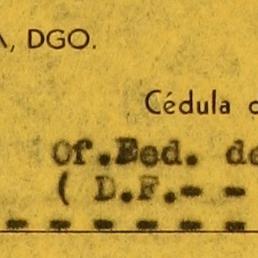 , DGO.
Cédula
Of.Fed. de
( D.F.- -
- - - - - -